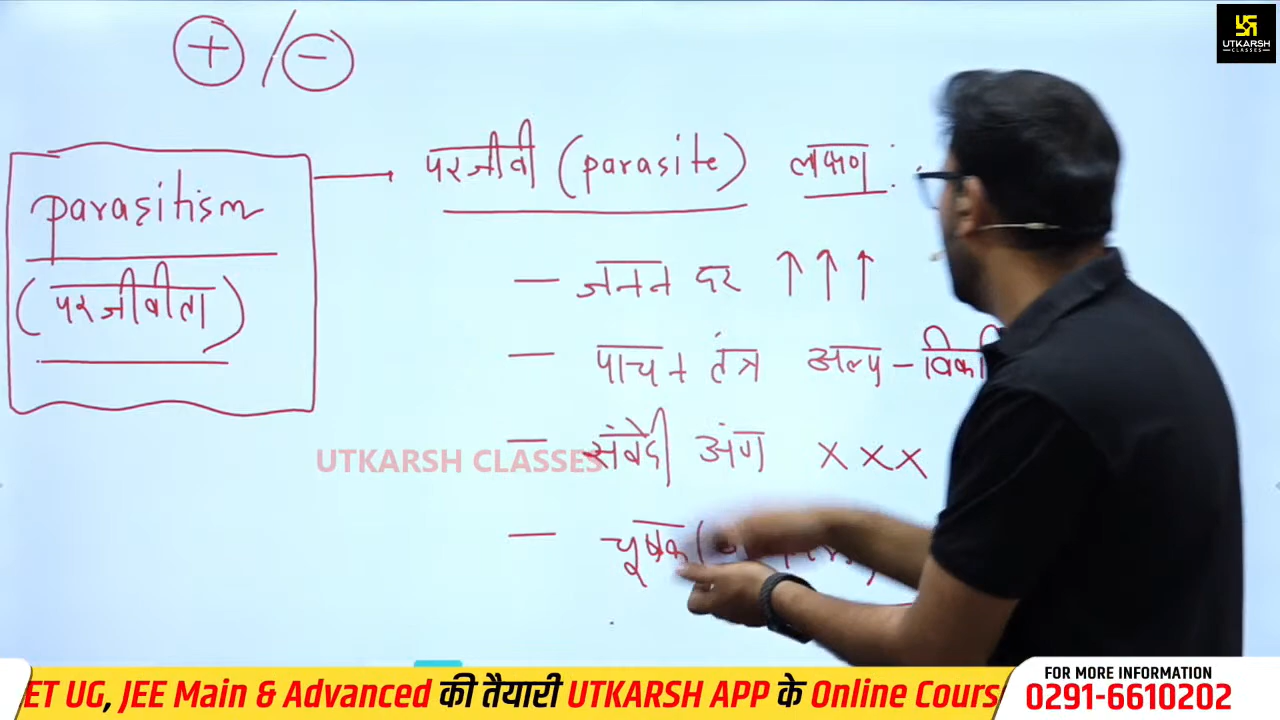 + / -
UTKARSH
CLASSES
परजीवी (parasite) लक्षण :
parasitism
(परजीवीता)
— जनन दर ↑ ↑ ↑
— पाचन तंत्र अल्प - विकसि
— संवेदी अंग x x x
UTKARSH CLASSES
— चूषक (
ET UG, JEE Main & Advanced की तैयारी UTKARSH APP के Online Cours
FOR MORE INFORMATION
0291-6610202